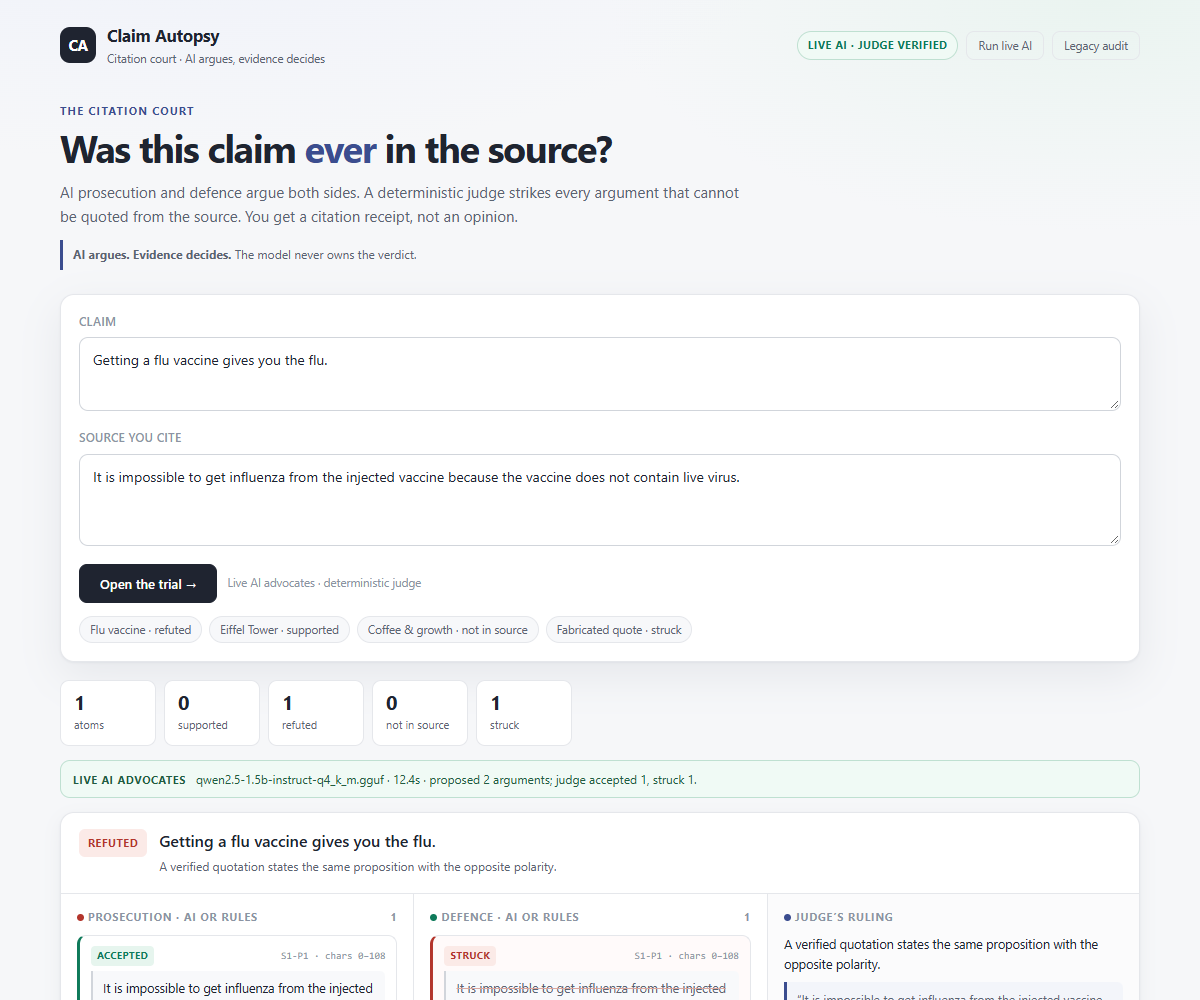 CA
Claim Autopsy
Citation court · AI argues, evidence decides
LIVE AI · JUDGE VERIFIED
Run live AI
Legacy audit
THE CITATION COURT
Was this claim ever in the source?
AI prosecution and defence argue both sides. A deterministic judge strikes every argument that cannot
be quoted from the source. You get a citation receipt, not an opinion.
AI argues. Evidence decides. The model never owns the verdict.
CLAIM
Getting a flu vaccine gives you the flu.
SOURCE YOU CITE
It is impossible to get influenza from the injected vaccine because the vaccine does not contain live virus.
Open the trial →
Live AI advocates · deterministic judge
Flu vaccine · refuted
Eiffel Tower · supported
Coffee & growth · not in source
Fabricated quote · struck
1
atoms
0
supported
1
refuted
0
not in source
1
struck
LIVE AI ADVOCATES qwen2.5-1.5b-instruct-q4_k_m.gguf · 12.4s · proposed 2 arguments; judge accepted 1, struck 1.
REFUTED
Getting a flu vaccine gives you the flu.
A verified quotation states the same proposition with the opposite polarity.
PROSECUTION · AI OR RULES 1
ACCEPTED
S1-P1 · chars 0–108
It is impossible to get influenza from the injected
DEFENCE · AI OR RULES 1
STRUCK
S1-P1 · chars 0–108
It is impossible to get influenza from the injected
JUDGE'S RULING
A verified quotation states the same proposition with the
opposite polarity.
"It is impossible to get influenza from the injected vaccine